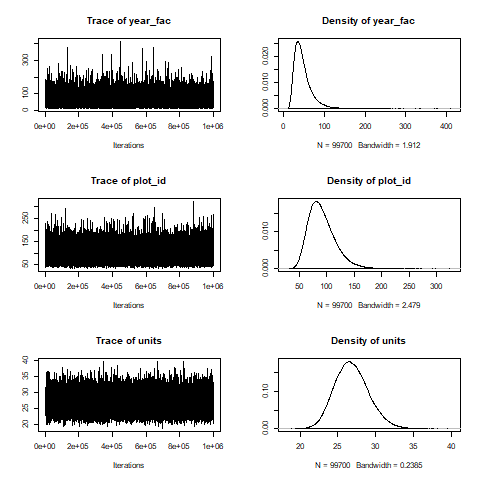 Trace of year_fac
Density of year_fac
300
100
0
0e+00 2e+05 4e+05 6e+05 8e+05 1e+06
Iterations
0.020
0.010
0.000
0 100 200 300 400
N = 99700 Bandwidth = 1.912
Trace of plot_id
Density of plot_id
250
150
50
0e+00 2e+05 4e+05 6e+05 8e+05 1e+06
Iterations
0.010
0.000
50 100 150 200 250 300
N = 99700 Bandwidth = 2.479
Trace of units
Density of units
40
35
30
25
20
0e+00 2e+05 4e+05 6e+05 8e+05 1e+06
Iterations
0.10
0.00
20 25 30 35 40
N = 99700 Bandwidth = 0.2385